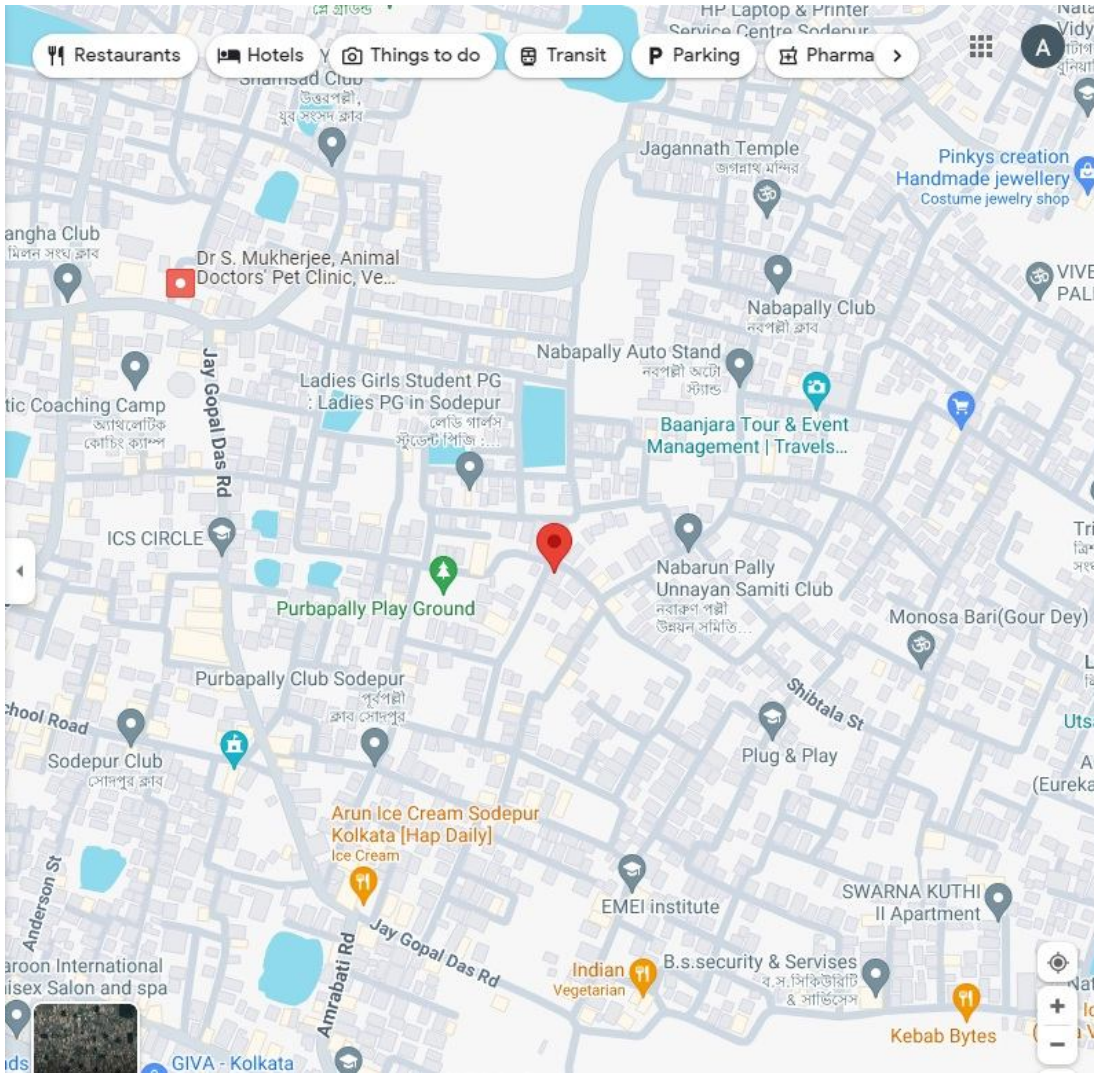 HP Laptop & Printer
Service Centre Sodepur
Restaurants
Hotels
Things to do
Transit
Parking
Pharma
A
Shamsad Club
উত্তরপল্লী,
যুব সংসদ ক্লাব
Jagannath Temple
জগন্নাথ মন্দির
Pinkys creation
Handmade jewellery
Costume jewelry shop
angha Club
মিলন সংঘ ক্লাব
Dr S. Mukherjee, Animal
Doctors' Pet Clinic, Ve...
VIVE
PALI
Nabapally Club
নবপল্লী ক্লাব
Nabapally Auto Stand
নবপল্লী অটো
স্ট্যান্ড
Jay Gopal Das Rd
Ladies Girls Student PG
: Ladies PG in Sodepur
লেডি গার্লস
স্টুডেন্ট পিজি :...
tic Coaching Camp
অ্যাথলেটিক
কোচিং ক্যাম্প
Baanjara Tour & Event
Management | Travels...
ICS CIRCLE
Tri
Nabarun Pally
Unnayan Samiti Club
নবারুণ পল্লী
উন্নয়ন সমিতি...
Purbapally Play Ground
Monosa Bari(Gour Dey)
Purbapally Club Sodepur
পূর্বপল্লী
ক্লাব সোদপুর
Shibtala St
chool Road
Sodepur Club
সোদপুর ক্লাব
Plug & Play
Utsa
(Eureka
Arun Ice Cream Sodepur
Kolkata [Hap Daily]
Ice Cream
Anderson St
EMEI institute
SWARNA KUTHI
II Apartment
Jay Gopal Das Rd
Amrabati Rd
aroon International
isex Salon and spa
Indian
Vegetarian
B.s.security & Servises
ব.স.সিকিউরিটি
& সার্ভিসেস
Kebab Bytes
Nat
+
−
nds
GIVA - Kolkata